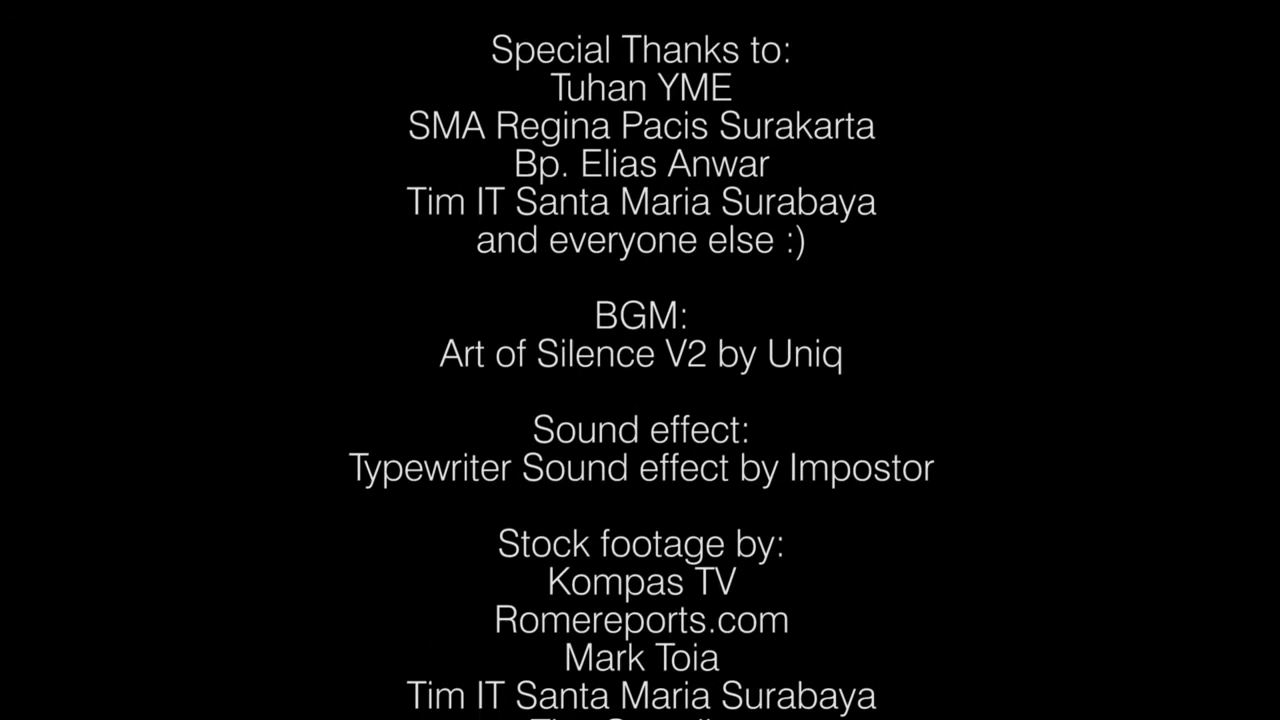 Special Thanks to:
Tuhan YME
SMA Regina Pacis Surakarta
Bp. Elias Anwar
Tim IT Santa Maria Surabaya
and everyone else :)
BGM:
Art of Silence V2 by Uniq
Sound effect:
Typewriter Sound effect by Impostor
Stock footage by:
Kompas TV
Romereports.com
Mark Toia
Tim IT Santa Maria Surabaya